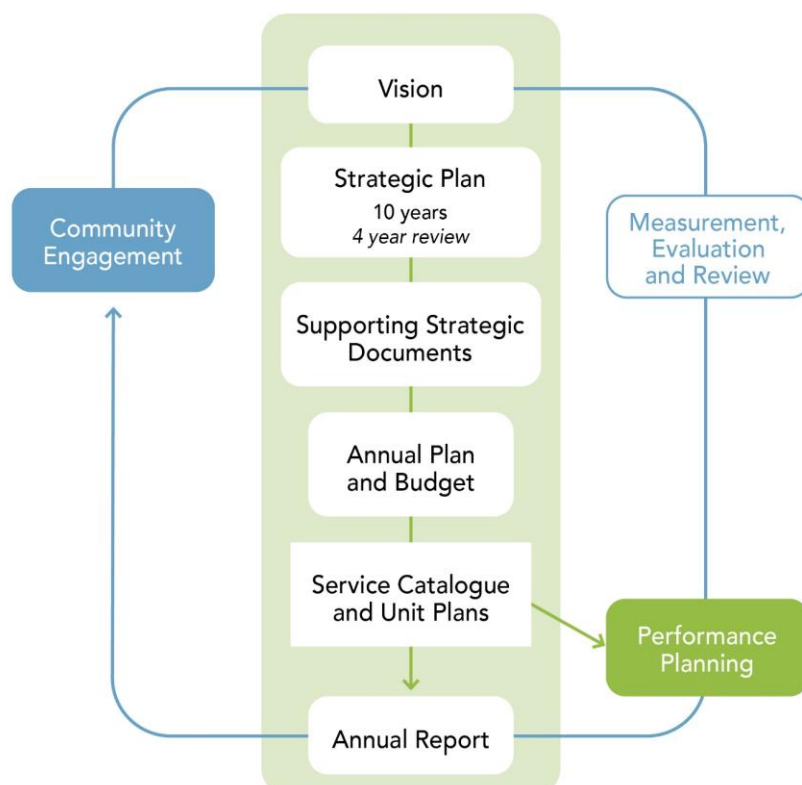 Vision
Strategic Plan
10 years
4 year review
Community
Engagement
Measurement,
Evaluation
and Review
Supporting Strategic
Documents
Annual Plan
and Budget
Service Catalogue
and Unit Plans
Performance
Planning
Annual Report